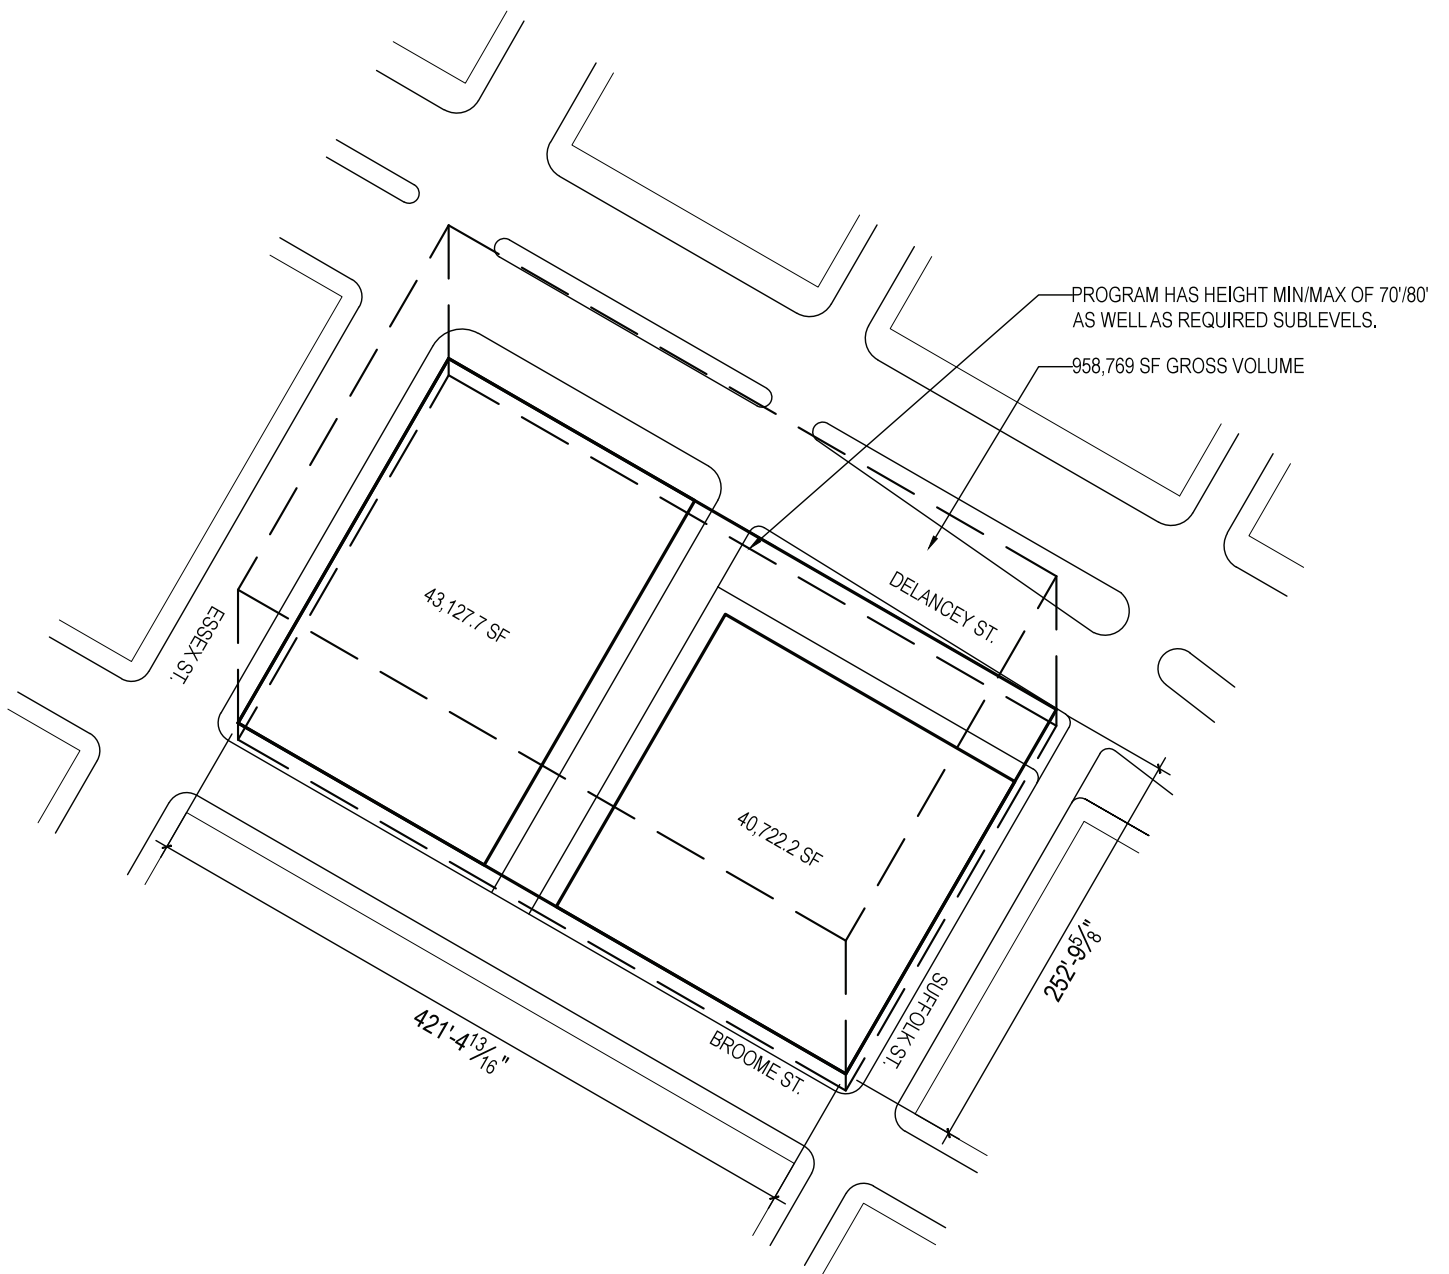 PROGRAM HAS HEIGHT MIN/MAX OF 70'/80'
AS WELL AS REQUIRED SUBLEVELS.
958,769 SF GROSS VOLUME
DELANCEY ST.
43,127.7 SF
ESSEX ST.
40,722.2 SF
252'-9⅝"
SUFFOLK ST.
421'-4 13/16"
BROOME ST.